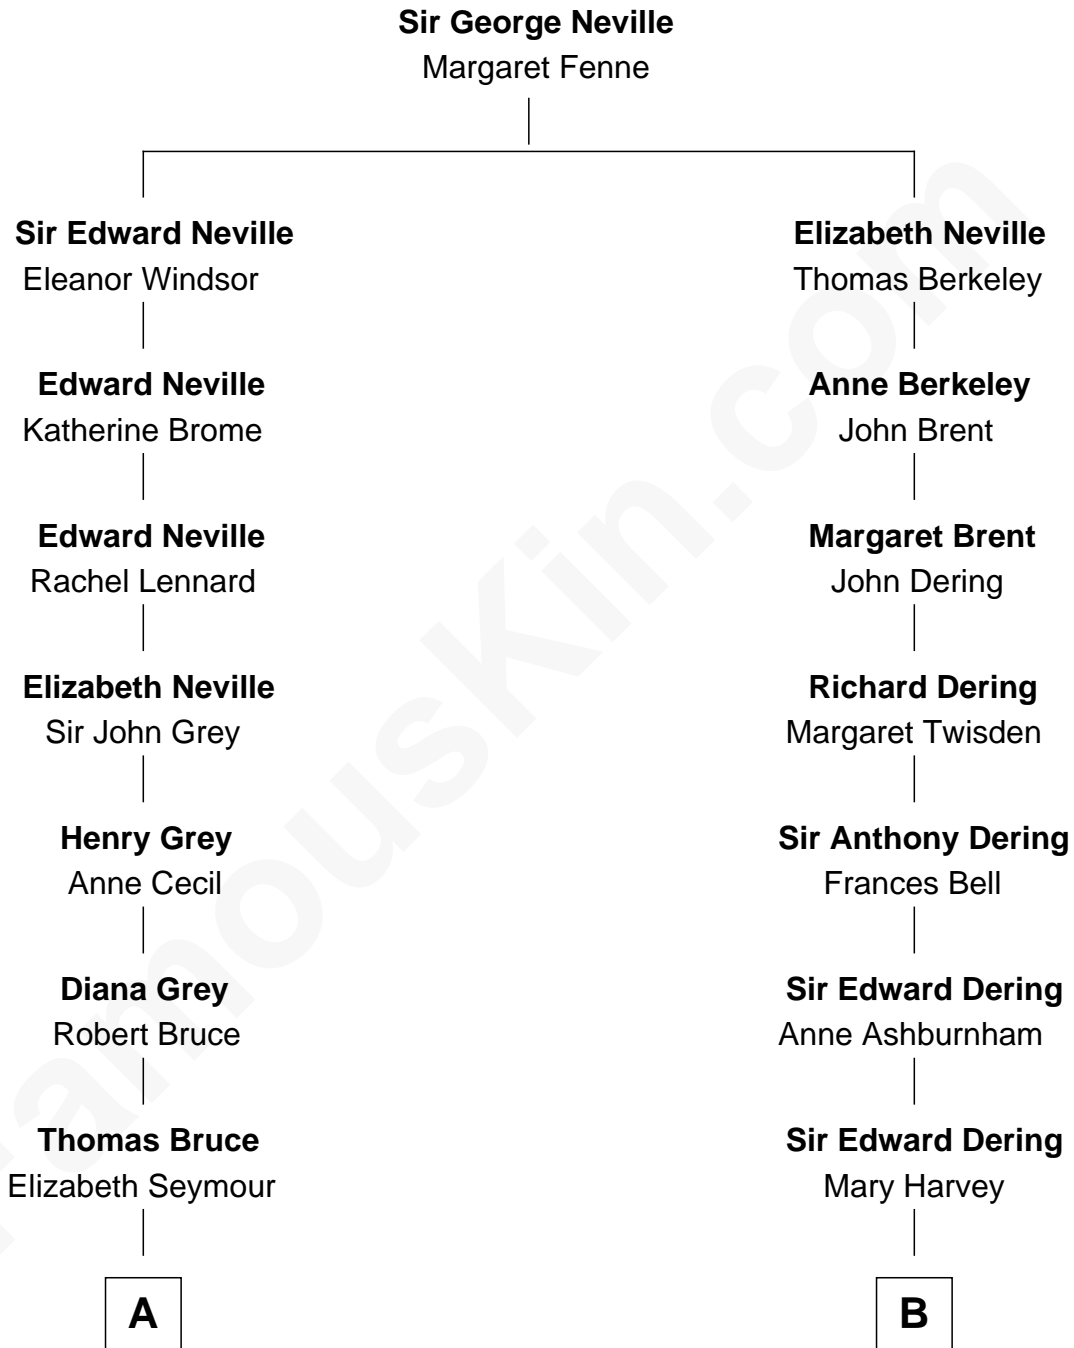 Sir George Neville
Margaret Fenne
Sir Edward Neville
Eleanor Windsor
Edward Neville
Katherine Brome
Edward Neville
Rachel Lennard
Elizabeth Neville
Sir John Grey
Henry Grey
Anne Cecil
Diana Grey
Robert Bruce
Thomas Bruce
Elizabeth Seymour
A
Elizabeth Neville
Thomas Berkeley
Anne Berkeley
John Brent
Margaret Brent
John Dering
Richard Dering
Margaret Twisden
Sir Anthony Dering
Frances Bell
Sir Edward Dering
Anne Ashburnham
Sir Edward Dering
Mary Harvey
B
FamousKin.com